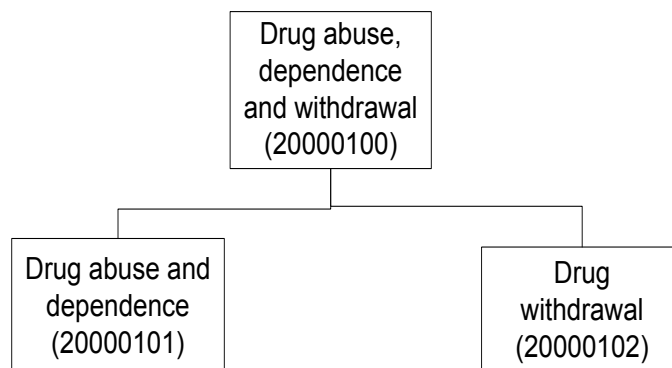 Drug abuse,
dependence
and withdrawal
(20000100)
Drug abuse and
dependence
(20000101)
Drug
withdrawal
(20000102)